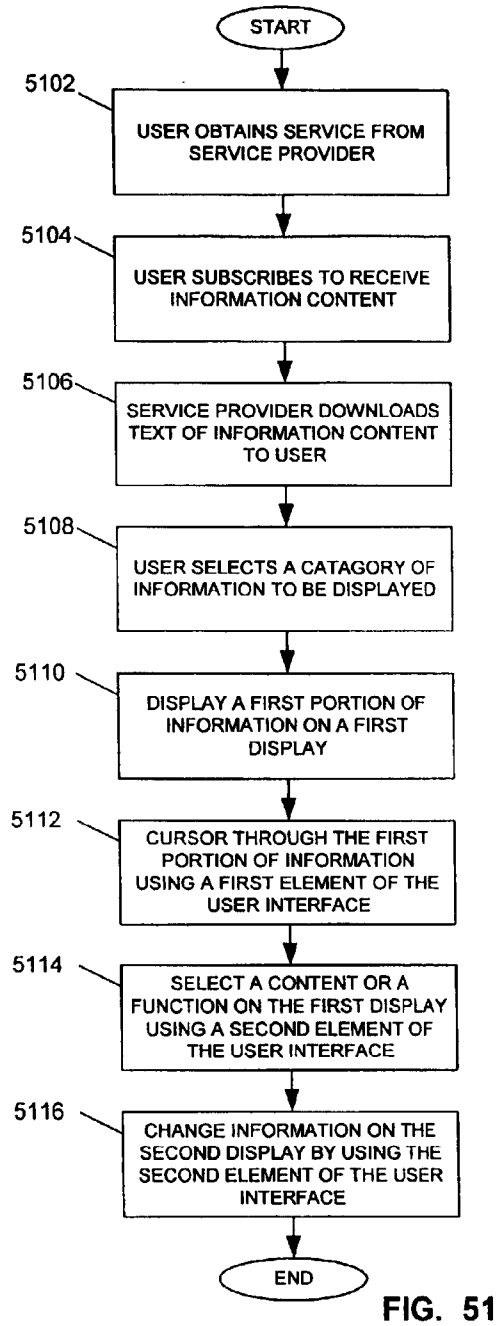 START
5102
USER OBTAINS SERVICE FROM
SERVICE PROVIDER
5104
USER SUBSCRIBES TO RECEIVE
INFORMATION CONTENT
5106
SERVICE PROVIDER DOWNLOADS
TEXT OF INFORMATION CONTENT
TO USER
5108
USER SELECTS A CATAGORY OF
INFORMATION TO BE DISPLAYED
5110
DISPLAY A FIRST PORTION OF
INFORMATION ON A FIRST
DISPLAY
5112
CURSOR THROUGH THE FIRST
PORTION OF INFORMATION
USING A FIRST ELEMENT OF THE
USER INTERFACE
5114
SELECT A CONTENT OR A
FUNCTION ON THE FIRST DISPLAY
USING A SECOND ELEMENT OF
THE USER INTERFACE
5116
CHANGE INFORMATION ON THE
SECOND DISPLAY BY USING THE
SECOND ELEMENT OF THE USER
INTERFACE
END
FIG. 51